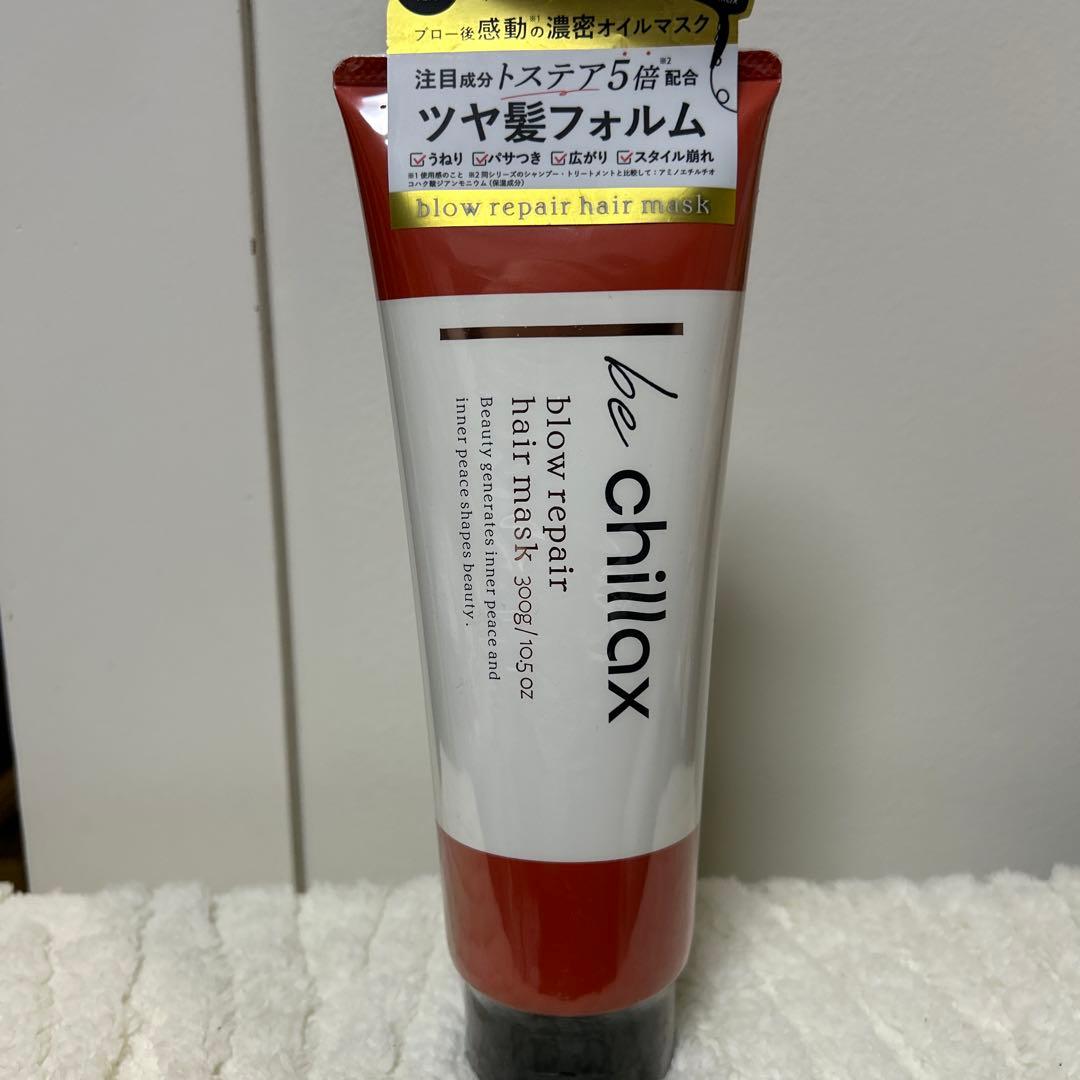 ブロー後感動※1の濃密オイルマスク
注目成分トステア5倍※2配合
ツヤ髪フォルム
うねり パサつき 広がり スタイル崩れ
※1 使用感のこと ※2 同シリーズのシャンプー・トリートメントと比較して：アミノエチルチオ
コハク酸ジアンモニウム（保湿成分）
blow repair hair mask
be chillax
blow repair
hair mask 300g/10.5 oz
Beauty generates inner peace and
inner peace shapes beauty.